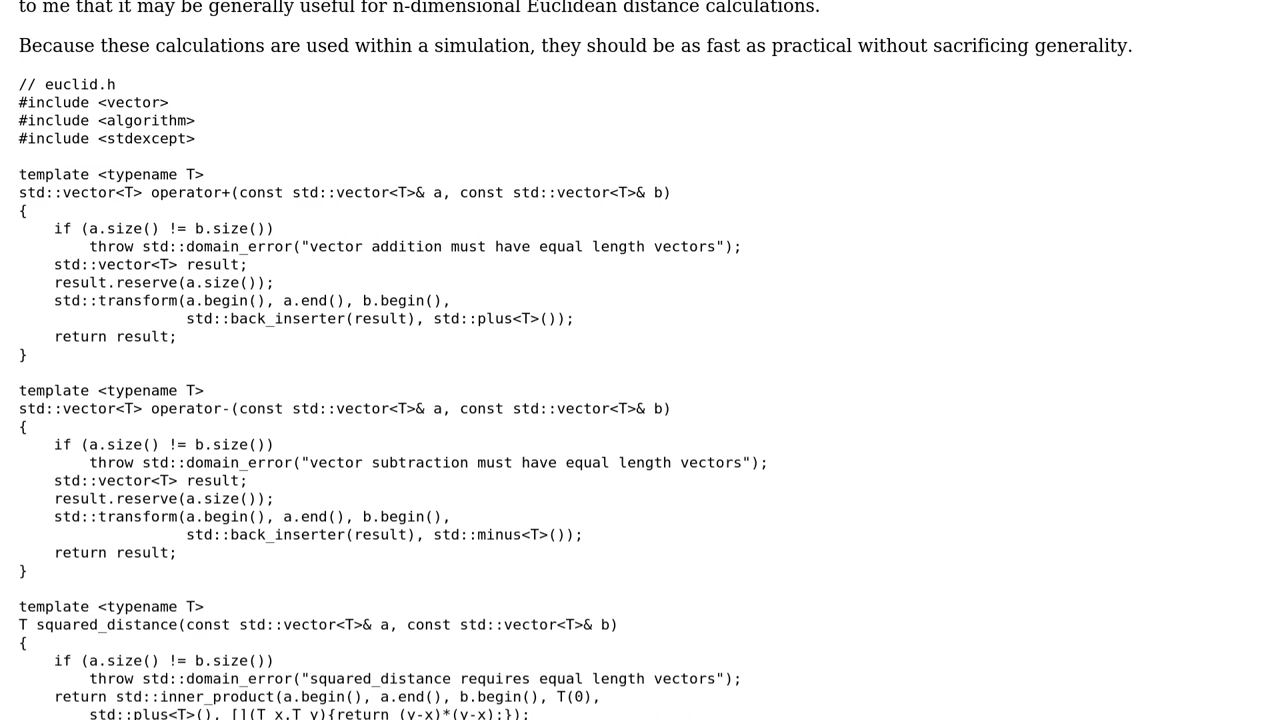 to me that it may be generally useful for n-dimensional Euclidean distance calculations.
Because these calculations are used within a simulation, they should be as fast as practical without sacrificing generality.
// euclid.h
#include <vector>
#include <algorithm>
#include <stdexcept>
template <typename T>
std::vector<T> operator+(const std::vector<T>& a, const std::vector<T>& b)
{
    if (a.size() != b.size())
        throw std::domain_error("vector addition must have equal length vectors");
    std::vector<T> result;
    result.reserve(a.size());
    std::transform(a.begin(), a.end(), b.begin(),
                   std::back_inserter(result), std::plus<T>());
    return result;
}
template <typename T>
std::vector<T> operator-(const std::vector<T>& a, const std::vector<T>& b)
{
    if (a.size() != b.size())
        throw std::domain_error("vector subtraction must have equal length vectors");
    std::vector<T> result;
    result.reserve(a.size());
    std::transform(a.begin(), a.end(), b.begin(),
                   std::back_inserter(result), std::minus<T>());
    return result;
}
template <typename T>
T squared_distance(const std::vector<T>& a, const std::vector<T>& b)
{
    if (a.size() != b.size())
        throw std::domain_error("squared_distance requires equal length vectors");
    return std::inner_product(a.begin(), a.end(), b.begin(), T(0),
        std::plus<T>(), [](T x,T y){return (y-x)*(y-x);});